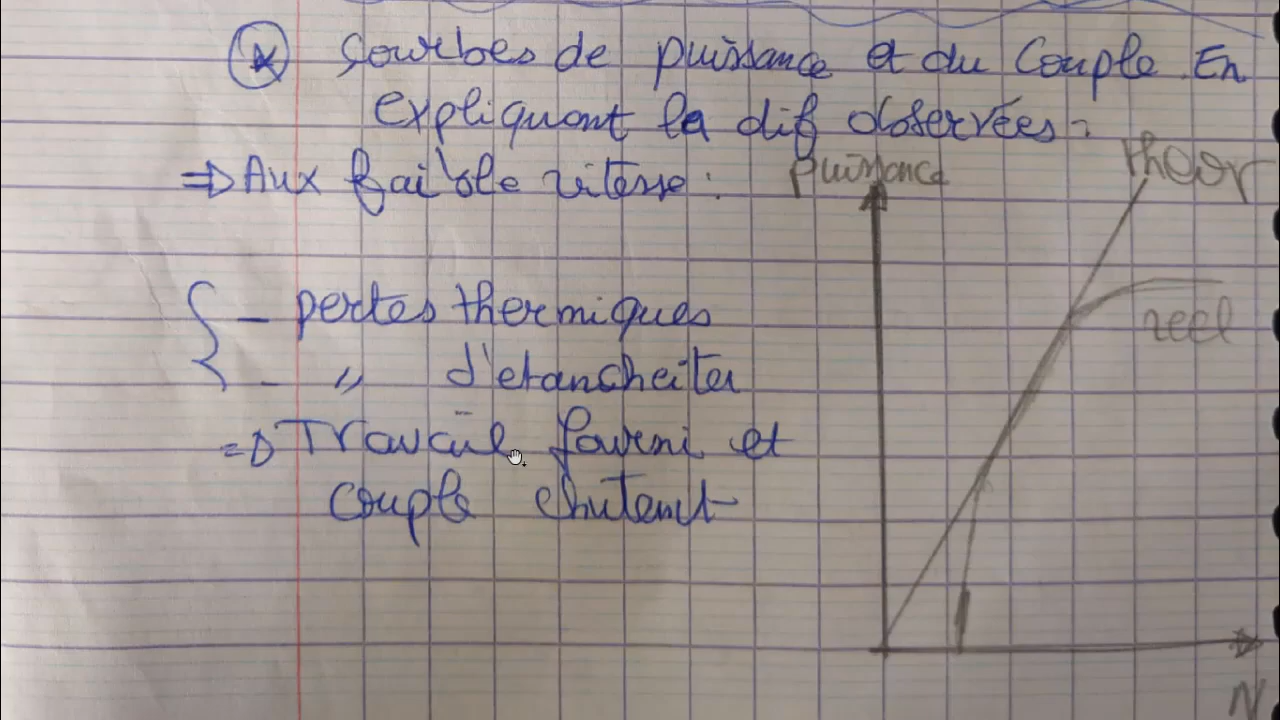 Courbes de puissance et du Couple. En
expliquant la dif observées :
=> Aux faible vitesse :
- pertes thermiques
- " d'etancheiter
=> Travail fourni et
couple chutent
puissance
theor
réel
N